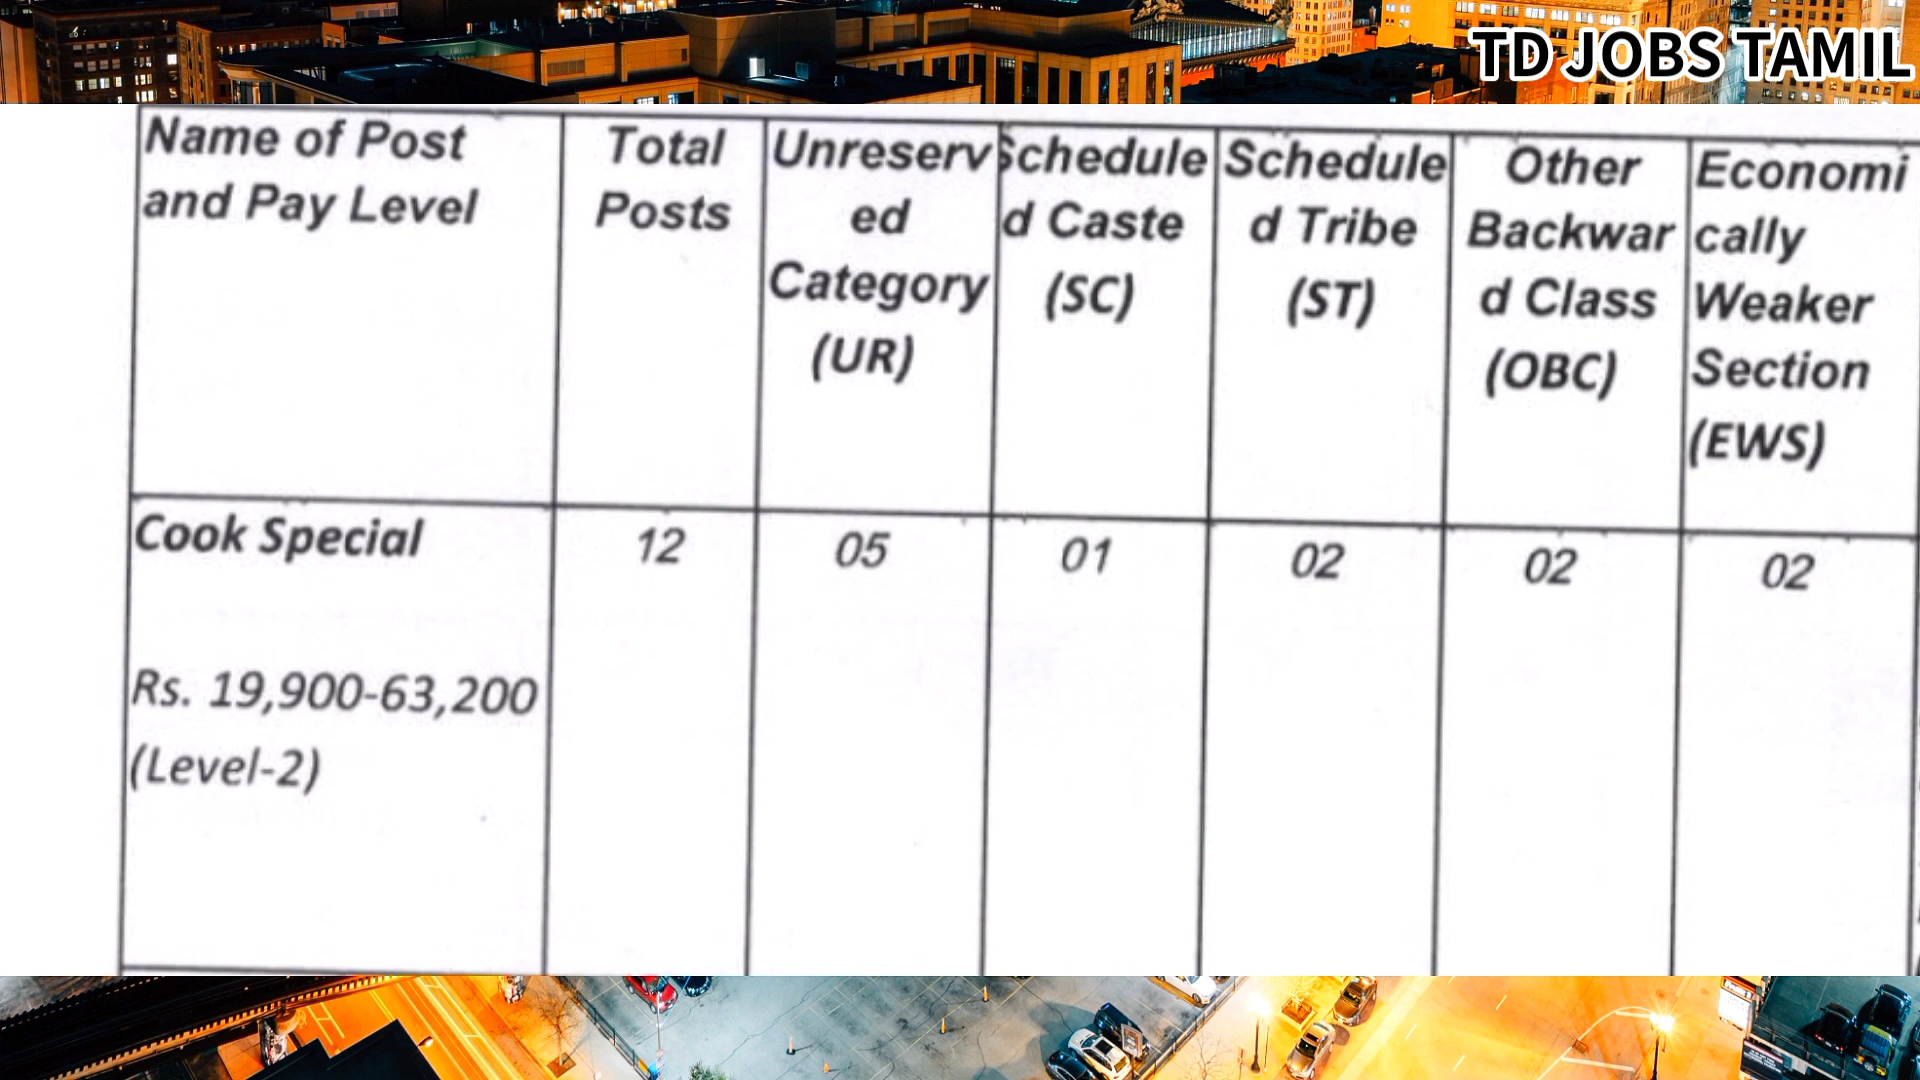 TD JOBS TAMIL
Name of Post
and Pay Level
Total
Posts
Unreserv
ed
Category
(UR)
Schedule
d Caste
(SC)
Schedule
d Tribe
(ST)
Other
Backwar
d Class
(OBC)
Economi
cally
Weaker
Section
(EWS)
Cook Special
Rs. 19,900-63,200
(Level-2)
12
05
01
02
02
02